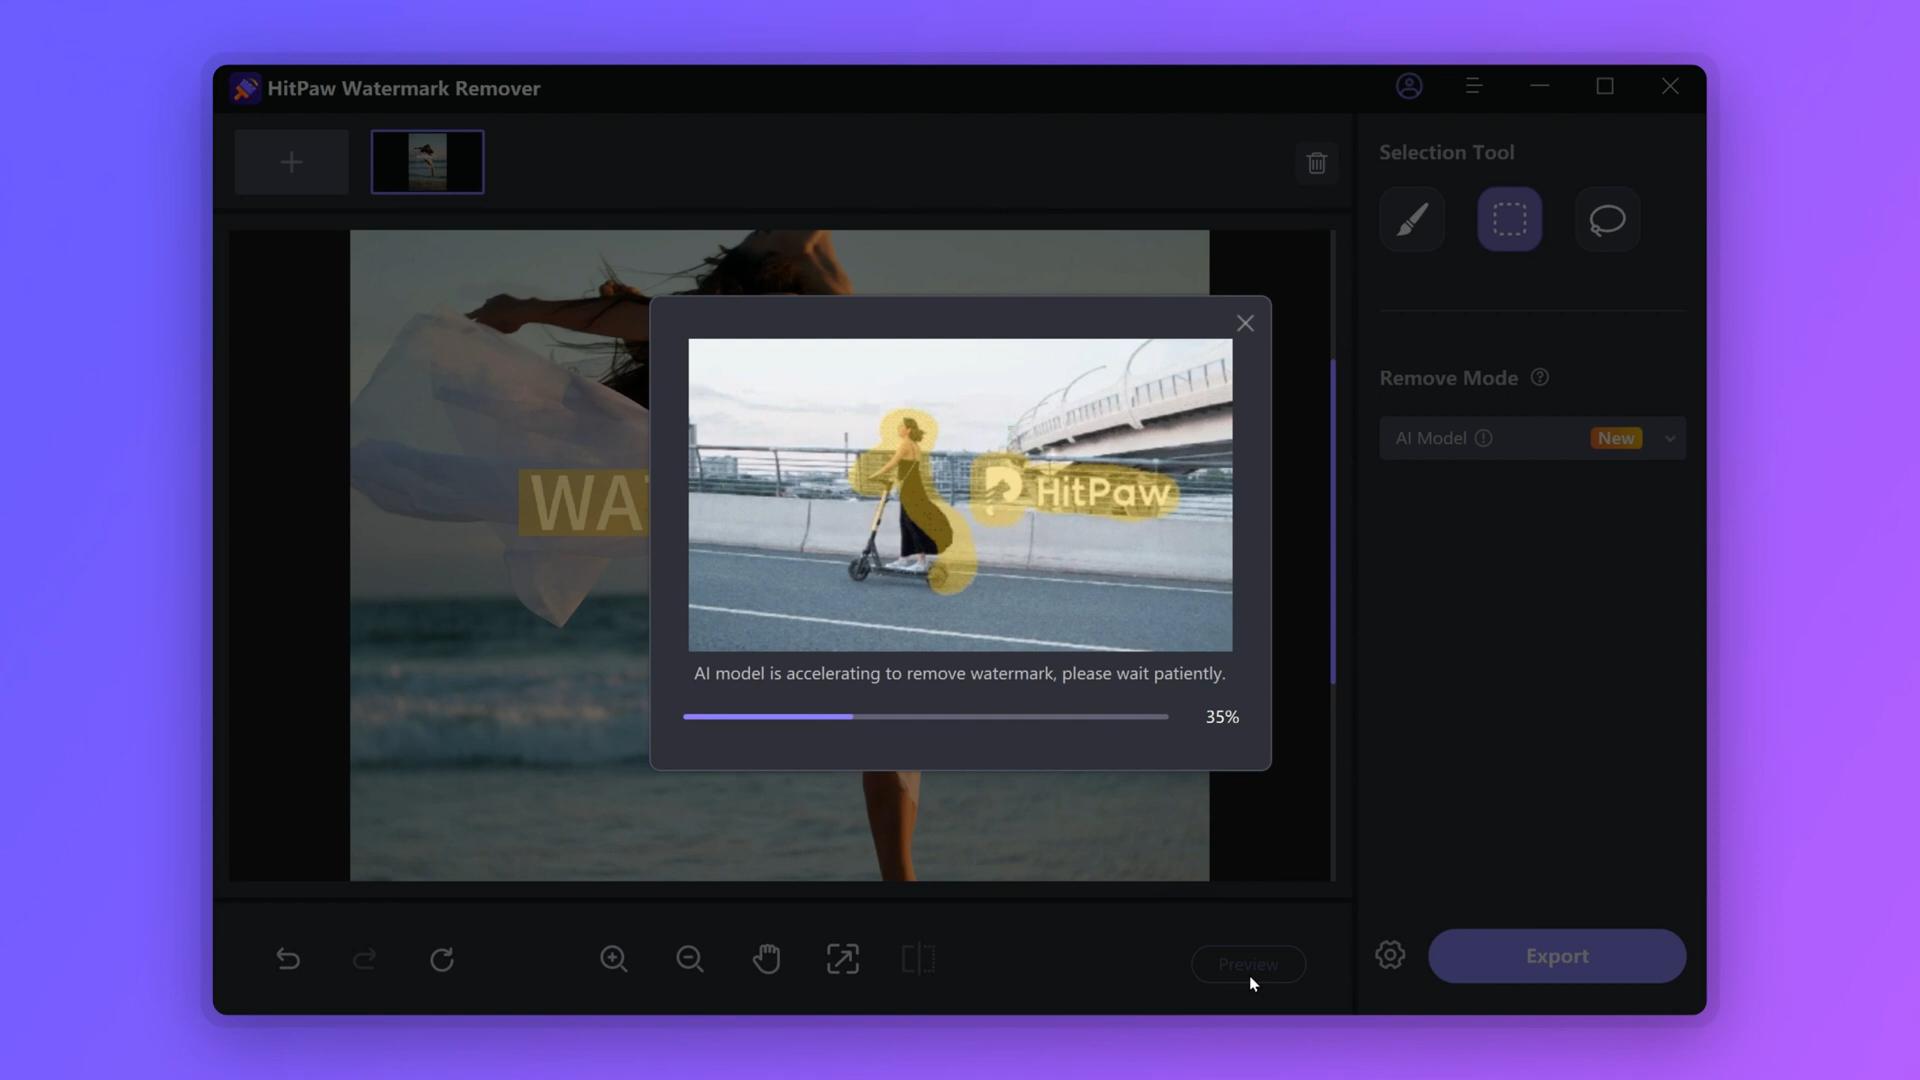 HitPaw Watermark Remover
Selection Tool
Remove Mode
AI Model
New
WA
HitPaw
AI model is accelerating to remove watermark, please wait patiently.
35%
Preview
Export